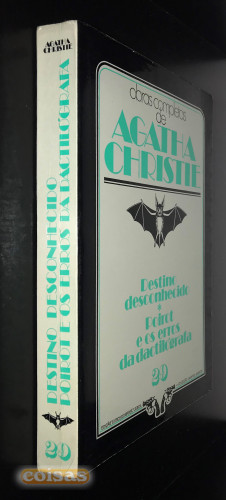 AGATHA
CHRISTIE
DESTINO DESCONHECIDO
POIROT E OS ERROS DA DACTILÓGRAFA
20
obras completas
de
AGATHA
CHRISTIE
Destino
desconhecido
Poirot
e os erros
da dactilógrafa
20
coisas